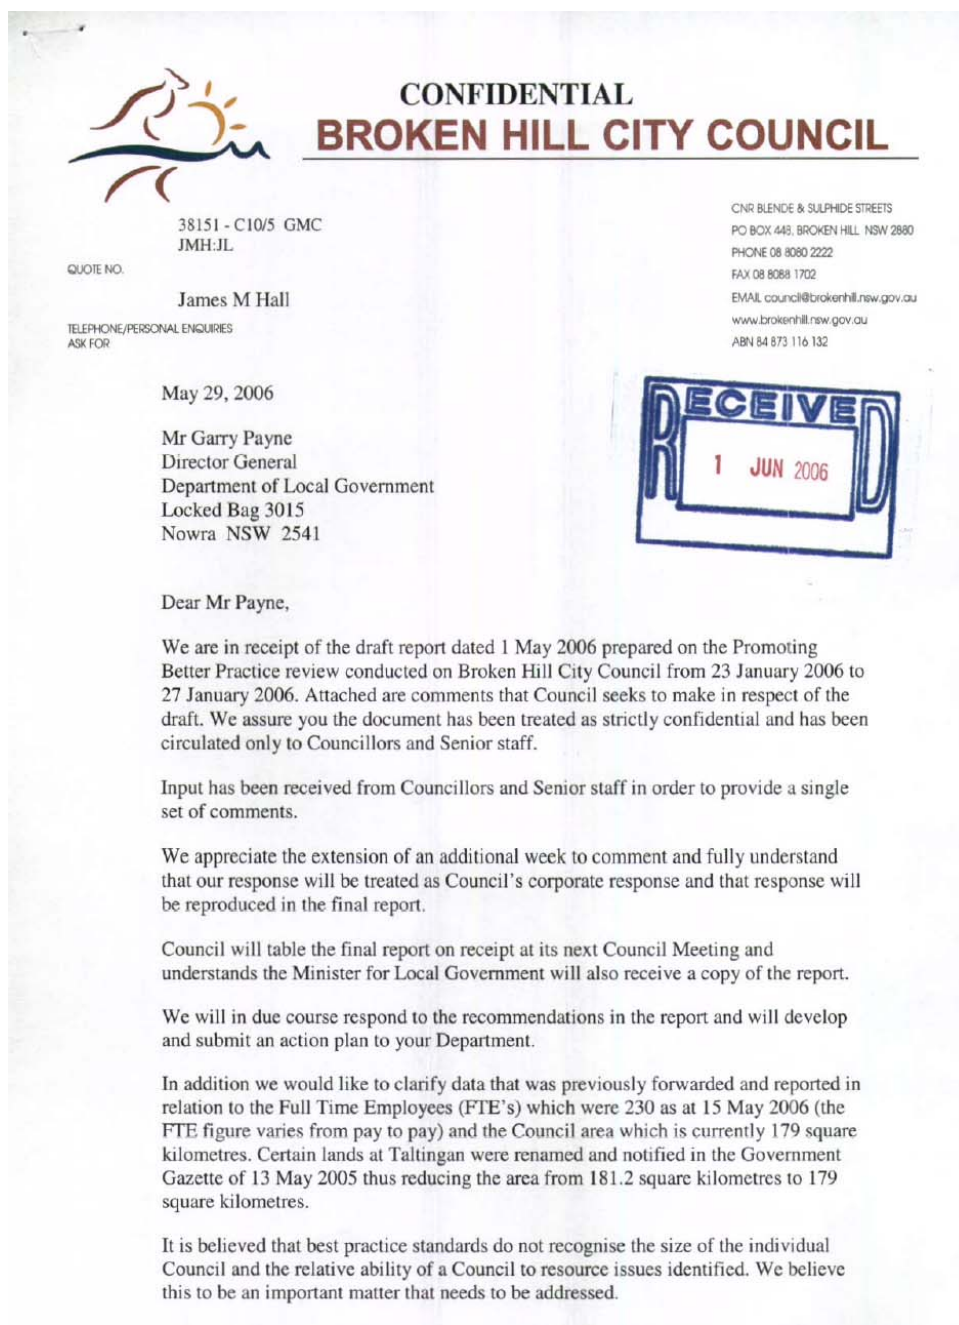 CONFIDENTIAL
BROKEN HILL CITY COUNCIL
38151 - C10/5 GMC
JMH:JL
QUOTE NO.
James M Hall
TELEPHONE/PERSONAL ENQUIRIES
ASK FOR
CNR BLENDE & SULPHIDE STREETS
PO BOX 448, BROKEN HILL NSW 2880
PHONE 08 8080 2222
FAX 08 8088 1702
EMAIL council@brokenhill.nsw.gov.au
www.brokenhill.nsw.gov.au
ABN 84 873 116 132
May 29, 2006
RECEIVED
1 JUN 2006
Mr Garry Payne
Director General
Department of Local Government
Locked Bag 3015
Nowra NSW 2541
Dear Mr Payne,
We are in receipt of the draft report dated 1 May 2006 prepared on the Promoting
Better Practice review conducted on Broken Hill City Council from 23 January 2006 to
27 January 2006. Attached are comments that Council seeks to make in respect of the
draft. We assure you the document has been treated as strictly confidential and has been
circulated only to Councillors and Senior staff.
Input has been received from Councillors and Senior staff in order to provide a single
set of comments.
We appreciate the extension of an additional week to comment and fully understand
that our response will be treated as Council's corporate response and that response will
be reproduced in the final report.
Council will table the final report on receipt at its next Council Meeting and
understands the Minister for Local Government will also receive a copy of the report.
We will in due course respond to the recommendations in the report and will develop
and submit an action plan to your Department.
In addition we would like to clarify data that was previously forwarded and reported in
relation to the Full Time Employees (FTE's) which were 230 as at 15 May 2006 (the
FTE figure varies from pay to pay) and the Council area which is currently 179 square
kilometres. Certain lands at Taltingan were renamed and notified in the Government
Gazette of 13 May 2005 thus reducing the area from 181.2 square kilometres to 179
square kilometres.
It is believed that best practice standards do not recognise the size of the individual
Council and the relative ability of a Council to resource issues identified. We believe
this to be an important matter that needs to be addressed.